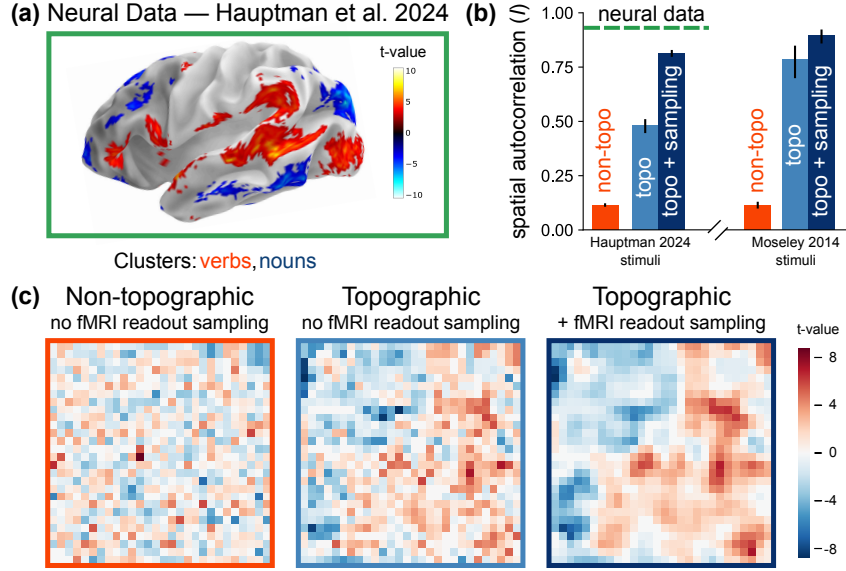 (a) Neural Data — Hauptman et al. 2024
t-value
10
5
0
−5
−10
Clusters: verbs, nouns
(b)
spatial autocorrelation (I)
neural data
1.00
0.75
0.50
0.25
0.00
non-topo
topo
topo + sampling
non-topo
topo
topo + sampling
Hauptman 2024
stimuli
Moseley 2014
stimuli
(c)
Non-topographic
no fMRI readout sampling
Topographic
no fMRI readout sampling
Topographic
+ fMRI readout sampling
t-value
8
4
0
-4
-8